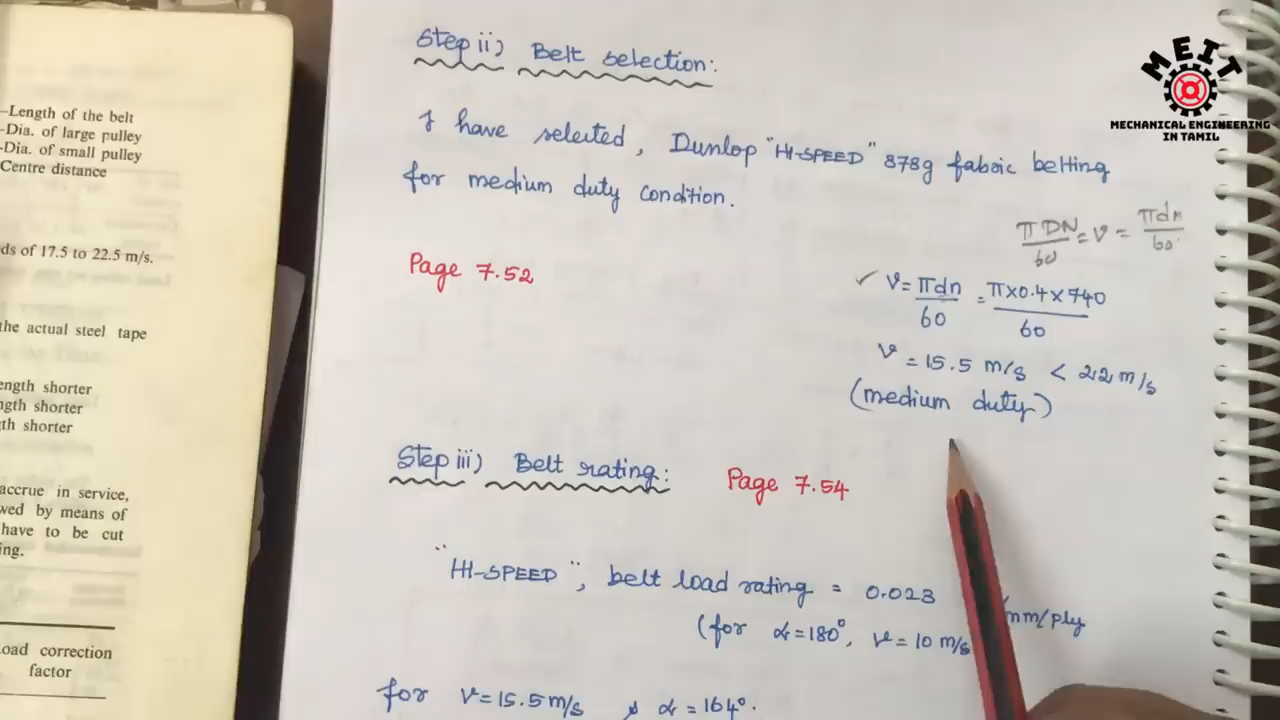 Step ii) Belt selection:
I have selected, Dunlop "HI-SPEED" 878g fabric belting
for medium duty condition.
Page 7.52
πDN/60 = v = πdn/60
✓ v = πdn/60 = π×0.4×740/60
v = 15.5 m/s < 22 m/s
(medium duty)
Step iii) Belt rating: Page 7.54
"HI-SPEED", belt load rating = 0.023 mm/ply
(for α=180°, v=10 m/s
for v=15.5 m/s α=164°.
-Length of the belt
-Dia. of large pulley
-Dia. of small pulley
Centre distance
ds of 17.5 to 22.5 m/s.
the actual steel tape
ength shorter
ngth shorter
th shorter
accrue in service,
wed by means of
have to be cut
ing.
oad correction
factor
MEIT
MECHANICAL ENGINEERING
IN TAMIL